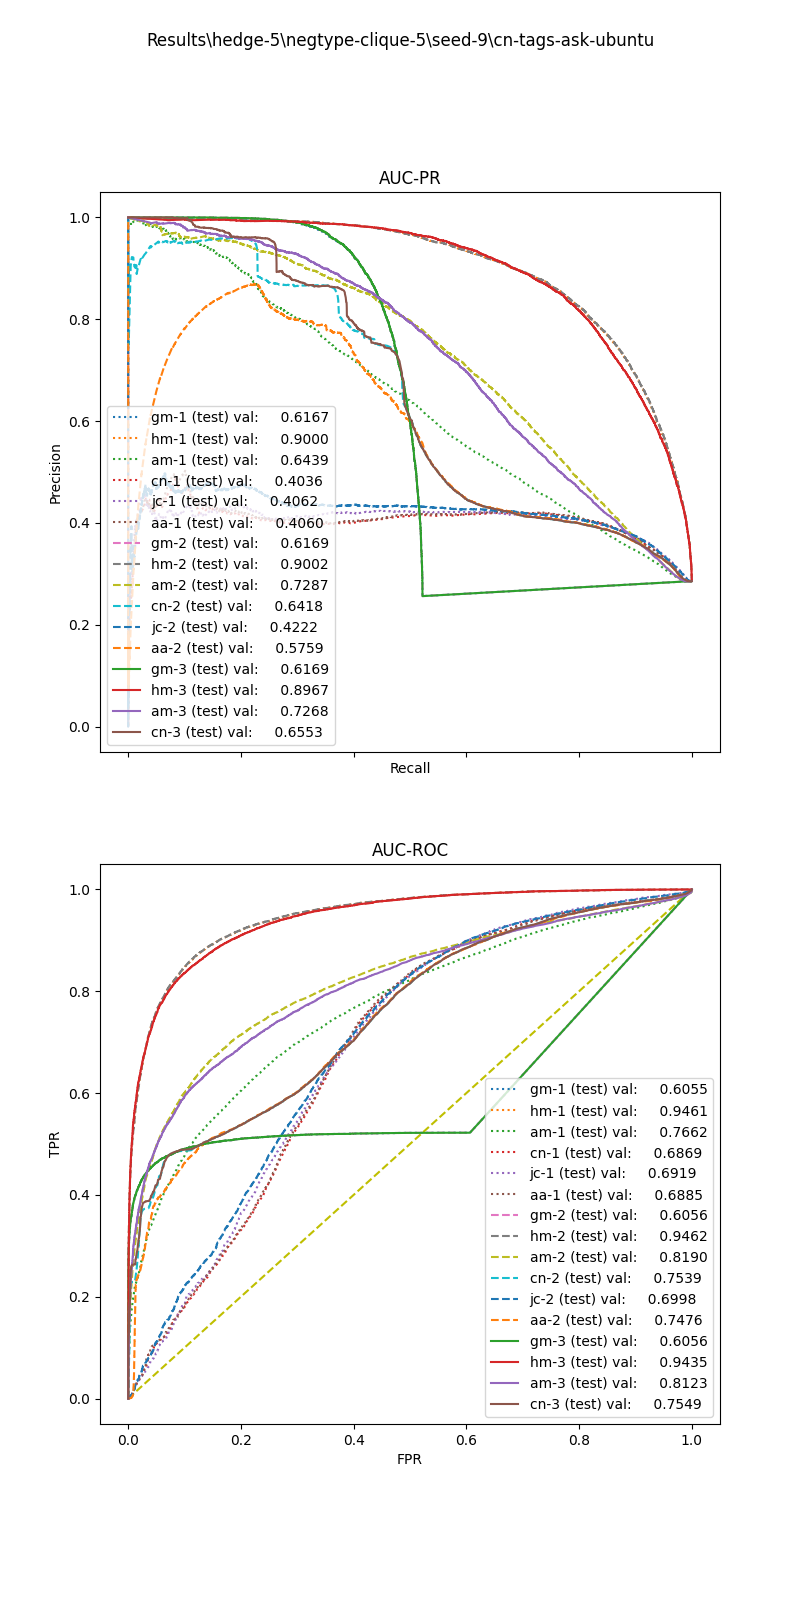 Results\hedge-5\negtype-clique-5\seed-9\cn-tags-ask-ubuntu
AUC-PR
1.0
0.8
0.6
0.4
0.2
0.0
Precision
gm-1 (test) val: 0.6167
hm-1 (test) val: 0.9000
am-1 (test) val: 0.6439
cn-1 (test) val: 0.4036
jc-1 (test) val: 0.4062
aa-1 (test) val: 0.4060
gm-2 (test) val: 0.6169
hm-2 (test) val: 0.9002
am-2 (test) val: 0.7287
cn-2 (test) val: 0.6418
jc-2 (test) val: 0.4222
aa-2 (test) val: 0.5759
gm-3 (test) val: 0.6169
hm-3 (test) val: 0.8967
am-3 (test) val: 0.7268
cn-3 (test) val: 0.6553
Recall
AUC-ROC
1.0
0.8
0.6
0.4
0.2
0.0
TPR
gm-1 (test) val: 0.6055
hm-1 (test) val: 0.9461
am-1 (test) val: 0.7662
cn-1 (test) val: 0.6869
jc-1 (test) val: 0.6919
aa-1 (test) val: 0.6885
gm-2 (test) val: 0.6056
hm-2 (test) val: 0.9462
am-2 (test) val: 0.8190
cn-2 (test) val: 0.7539
jc-2 (test) val: 0.6998
aa-2 (test) val: 0.7476
gm-3 (test) val: 0.6056
hm-3 (test) val: 0.9435
am-3 (test) val: 0.8123
cn-3 (test) val: 0.7549
0.0 0.2 0.4 0.6 0.8 1.0
FPR